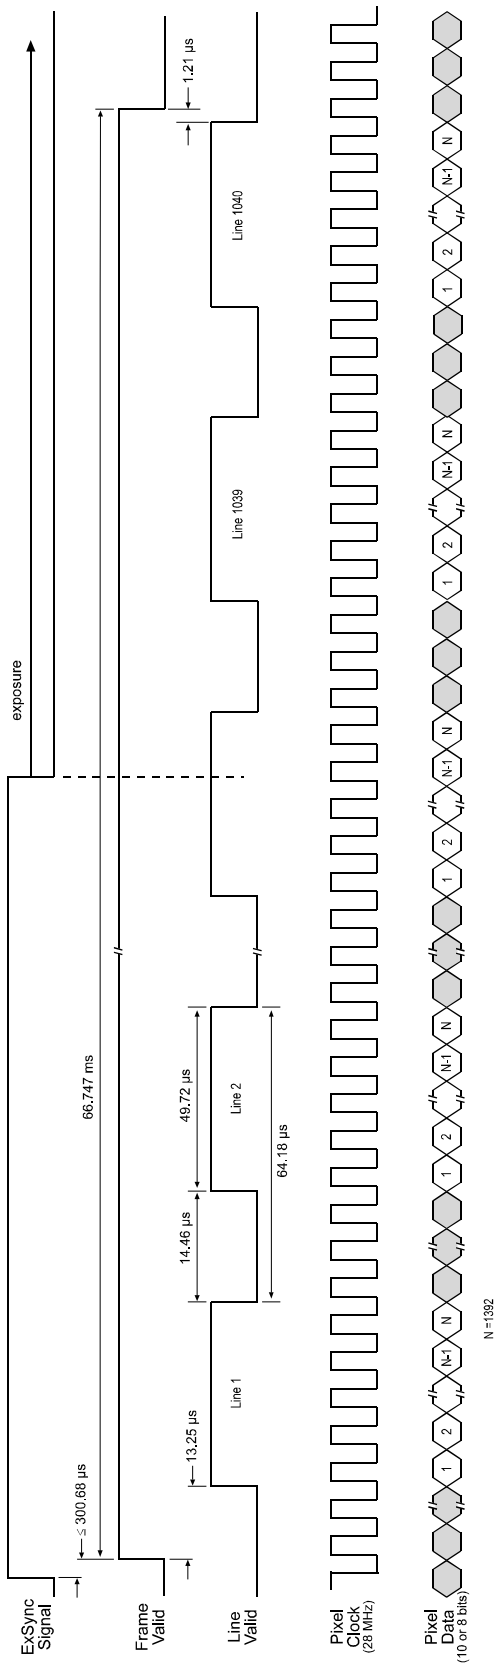 ExSync
Signal
≤ 300.68 µs
exposure
Frame
Valid
66.747 ms
1.21 µs
Line
Valid
13.25 µs
Line 1
14.46 µs
49.72 µs
Line 2
64.18 µs
Line 1039
Line 1040
Pixel
Clock
(28 MHz)
Pixel
Data
(10 or 8 bits)
1 2 N-1 N 1 2 N-1 N 1 2 N-1 N 1 2 N-1 N 1 2 N-1 N
N =1392